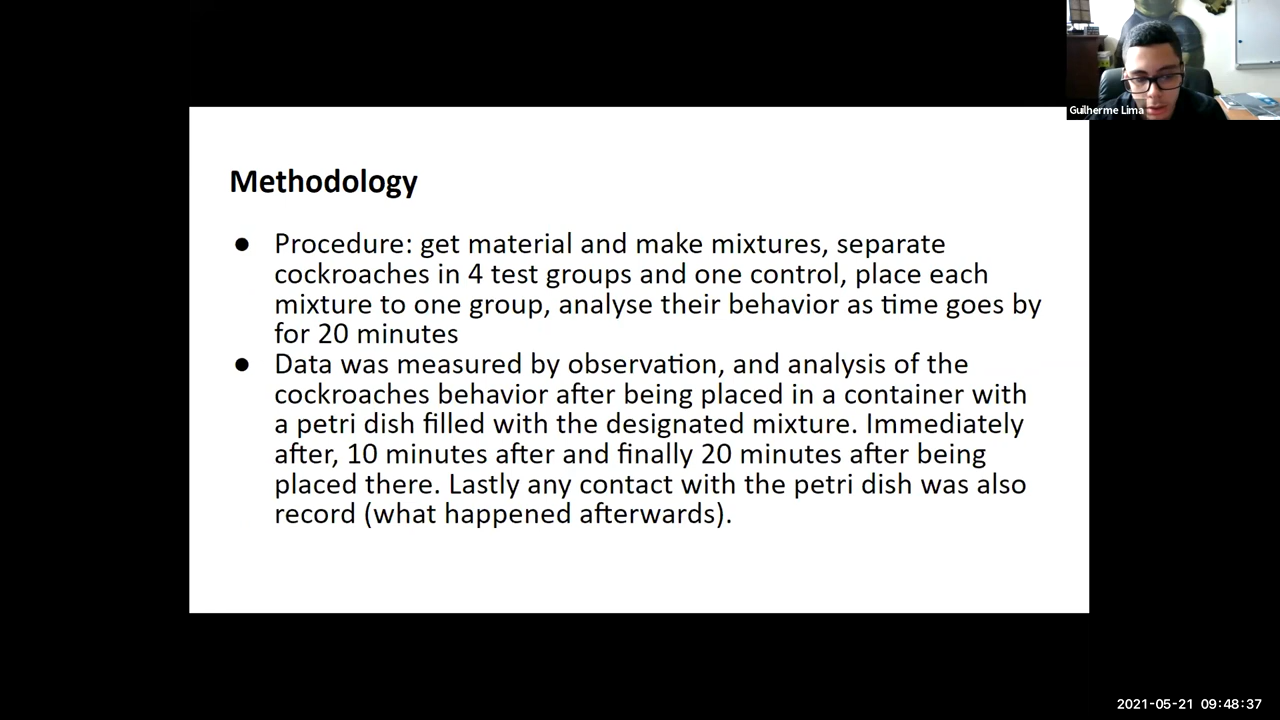 Guilherme Lima
Methodology
● Procedure: get material and make mixtures, separate
cockroaches in 4 test groups and one control, place each
mixture to one group, analyse their behavior as time goes by
for 20 minutes
● Data was measured by observation, and analysis of the
cockroaches behavior after being placed in a container with
a petri dish filled with the designated mixture. Immediately
after, 10 minutes after and finally 20 minutes after being
placed there. Lastly any contact with the petri dish was also
record (what happened afterwards).
2021-05-21 09:48:37